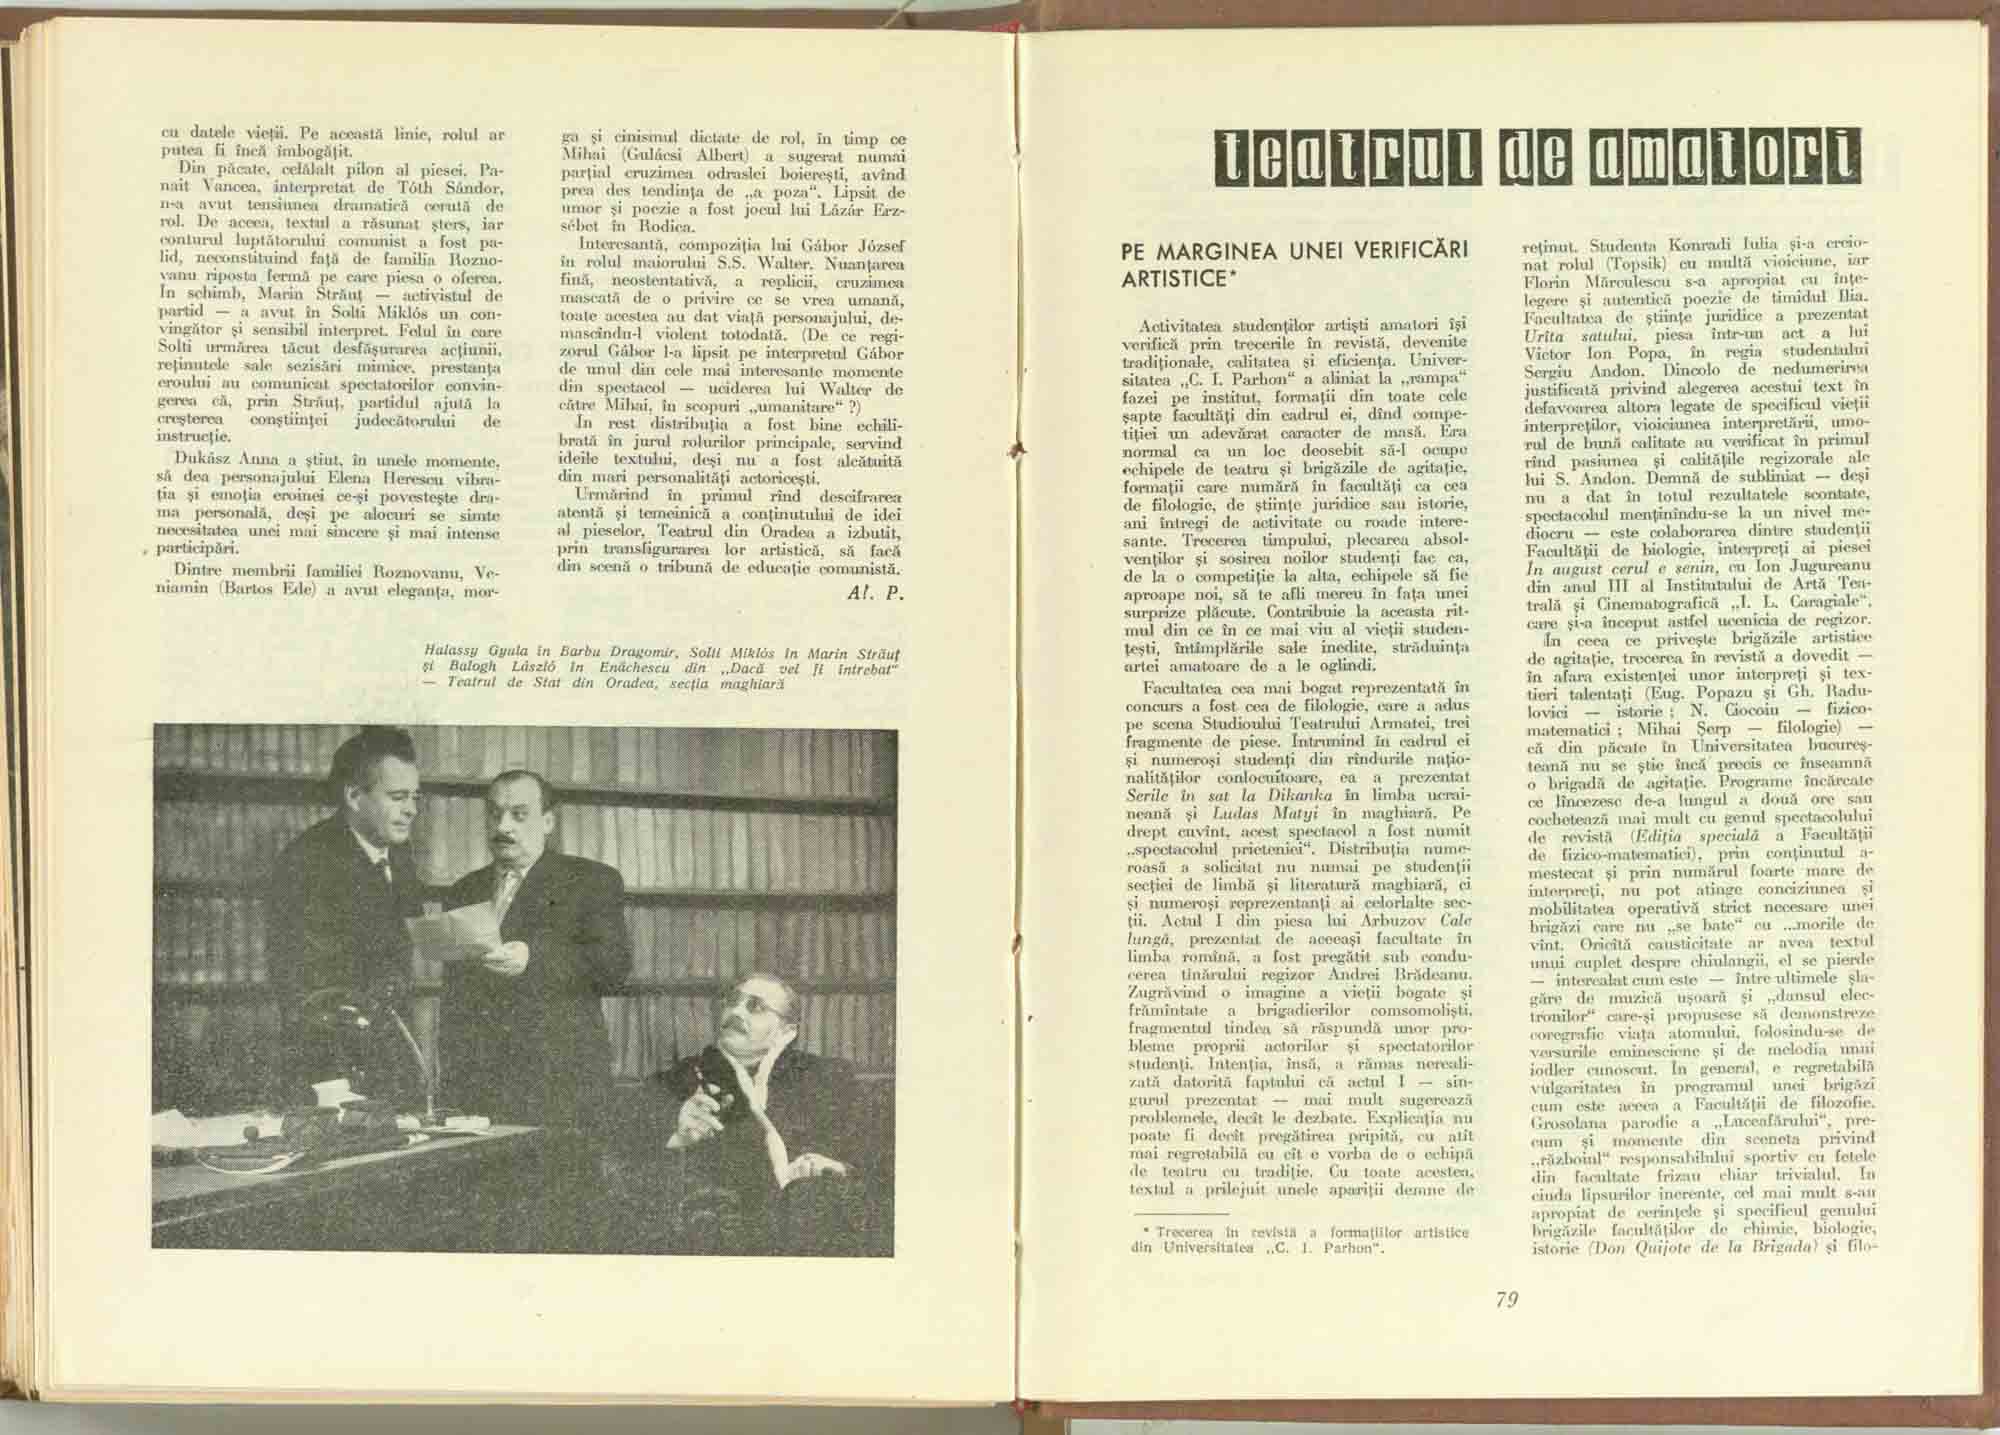 cu datele vieții. Pe această linie, rolul ar
putea fi încă îmbogățit.
Din păcate, celălalt pilon al piesei, Pa-
nait Vancea, interpretat de Tóth Sándor,
n-a avut tensiunea dramatică cerută de
rol. De aceea, textul a răsunat șters, iar
conturul luptătorului comunist a fost pa-
lid, neconstituind față de familia Rozno-
vanu riposta fermă pe care piesa o oferea.
In schimb, Marin Străuț — activistul de
partid — a avut în Solti Miklós un con-
vingător și sensibil interpret. Felul în care
Solti urmărea tăcut desfășurarea acțiunii,
reținutele sale sezisări mimice, prestanța
eroului au comunicat spectatorilor convin-
gerea că, prin Străuț, partidul ajută la
creșterea conștiinței judecătorului de
instrucție.
Dukász Anna a știut, în unele momente,
să dea personajului Elena Herescu vibra-
ția și emoția eroinei ce-și povestește dra-
ma personală, deși pe alocuri se simte
necesitatea unei mai sincere și mai intense
participări.
Dintre membrii familiei Roznovanu, Ve-
niamin (Bartos Ede) a avut eleganța, mor-
ga și cinismul dictate de rol, în timp ce
Mihai (Gulácsi Albert) a sugerat numai
parțial cruzimea odraslei boierești, avînd
prea des tendința de „a poza“. Lipsit de
umor și poezie a fost jocul lui Lázár Erz-
sébet în Rodica.
Interesantă, compoziția lui Gábor József
în rolul maiorului S.S. Walter. Nuanțarea
fină, neostentativă, a replicii, cruzimea
mascată de o privire ce se vrea umană,
toate acestea au dat viață personajului, de-
mascîndu-l violent totodată. (De ce regi-
zorul Gábor l-a lipsit pe interpretul Gábor
de unul din cele mai interesante momente
din spectacol — uciderea lui Walter de
către Mihai, în scopuri „umanitare“ ?)
In rest distribuția a fost bine echili-
brată în jurul rolurilor principale, servind
ideile textului, deși nu a fost alcătuită
din mari personalități actoricești.
Urmărind în primul rînd descifrarea
atentă și temeinică a conținutului de idei
al pieselor, Teatrul din Oradea a izbutit,
prin transfigurarea lor artistică, să facă
din scenă o tribună de educație comunistă.
Al. P.
Halassy Gyula în Barbu Dragomir, Solti Miklós în Marin Străuț
și Balogh László în Enăchescu din „Dacă vei fi întrebat“
— Teatrul de Stat din Oradea, secția maghiară
teatrul de amatori
PE MARGINEA UNEI VERIFICĂRI
ARTISTICE*
Activitatea studenților artiști amatori își
verifică prin trecerile în revistă, devenite
tradiționale, calitatea și eficiența. Univer-
sitatea „C. I. Parhon“ a aliniat la „rampa“
fazei pe institut, formații din toate cele
șapte facultăți din cadrul ei, dînd compe-
tiției un adevărat caracter de masă. Era
normal ca un loc deosebit să-l ocupe
echipele de teatru și brigăzile de agitație,
formații care numără în facultăți ca cea
de filologie, de științe juridice sau istorie,
ani întregi de activitate cu roade intere-
sante. Trecerea timpului, plecarea absol-
venților și sosirea noilor studenți fac ca,
de la o competiție la alta, echipele să fie
aproape noi, să te afli mereu în fața unei
surprize plăcute. Contribuie la aceasta rit-
mul din ce în ce mai viu al vieții studen-
țești, întîmplările sale inedite, străduința
artei amatoare de a le oglindi.
Facultatea cea mai bogat reprezentată în
concurs a fost cea de filologie, care a adus
pe scena Studioului Teatrului Armatei, trei
fragmente de piese. Intrunind în cadrul ei
și numeroși studenți din rîndurile națio-
nalităților conlocuitoare, ea a prezentat
Serile în sat la Dikanka în limba ucrai-
neană și Ludas Matyi în maghiară. Pe
drept cuvînt, acest spectacol a fost numit
„spectacolul prieteniei“. Distribuția nume-
roasă a solicitat nu numai pe studenții
secției de limbă și literatură maghiară, ci
și numeroși reprezentanți ai celorlalte sec-
ții. Actul I din piesa lui Arbuzov Cale
lungă, prezentat de aceeași facultate în
limba romînă, a fost pregătit sub condu-
cerea tînărului regizor Andrei Brădeanu.
Zugrăvind o imagine a vieții bogate și
frămîntate a brigadierilor comsomoliști,
fragmentul tindea să răspundă unor pro-
bleme proprii actorilor și spectatorilor
studenți. Intenția, însă, a rămas nereali-
zată datorită faptului că actul I — sin-
gurul prezentat — mai mult sugerează
problemele, decît le dezbate. Explicația nu
poate fi decît pregătirea pripită, cu atît
mai regretabilă cu cît e vorba de o echipă
de teatru cu tradiție. Cu toate acestea,
textul a prilejuit unele apariții demne de
* Trecerea în revistă a formațiilor artistice
din Universitatea „C. I. Parhon“.
reținut. Studenta Konradi Iulia și-a creio-
nat rolul (Topsik) cu multă vioiciune, iar
Florin Mărculescu s-a apropiat cu înțe-
legere și autentică poezie de timidul Ilia.
Facultatea de științe juridice a prezentat
Urîta satului, piesa într-un act a lui
Victor Ion Popa, în regia studentului
Sergiu Andon. Dincolo de nedumerirea
justificată privind alegerea acestui text în
defavoarea altora legate de specificul vieții
interpreților, vioiciunea interpretării, umo-
rul de bună calitate au verificat în primul
rînd pasiunea și calitățile regizorale ale
lui S. Andon. Demnă de subliniat — deși
nu a dat în totul rezultatele scontate,
spectacolul menținîndu-se la un nivel me-
diocru — este colaborarea dintre studenții
Facultății de biologie, interpreți ai piesei
In august cerul e senin, cu Ion Jugureanu
din anul III al Institutului de Artă Tea-
trală și Cinematografică „I. L. Caragiale“,
care și-a început astfel ucenicia de regizor.
In ceea ce privește brigăzile artistice
de agitație, trecerea în revistă a dovedit —
în afara existenței unor interpreți și tex-
tieri talentați (Eug. Popazu și Gh. Radu-
lovici — istorie ; N. Ciocoiu — fizico-
matematici ; Mihai Șerp — filologie) —
că din păcate în Universitatea bucureș-
teană nu se știe încă precis ce înseamnă
o brigadă de agitație. Programe încărcate
ce lîncezesc de-a lungul a două ore sau
cochetează mai mult cu genul spectacolului
de revistă (Ediția specială a Facultății
de fizico-matematici), prin conținutul a-
mestecat și prin numărul foarte mare de
interpreți, nu pot atinge conciziunea și
mobilitatea operativă strict necesare unei
brigăzi care nu „se bate“ cu ...morile de
vînt. Oricîtă causticitate ar avea textul
unui cuplet despre chiulangii, el se pierde
— intercalat cum este — între ultimele șla-
găre de muzică ușoară și „dansul elec-
tronilor“ care-și propusese să demonstreze
coregrafic viața atomului, folosindu-se de
versurile eminesciene și de melodia unui
iodler cunoscut. In general, e regretabilă
vulgaritatea în programul unei brigăzi
cum este aceea a Facultății de filozofie.
Grosolana parodie a „Luceafărului“, pre-
cum și momente din sceneta privind
„războiul“ responsabilului sportiv cu fetele
din facultate frizau chiar trivialul. In
ciuda lipsurilor inerente, cel mai mult s-au
apropiat de cerințele și specificul genului
brigăzile facultăților de chimie, biologie,
istorie (Don Quijote de la Brigada) și filo-
79